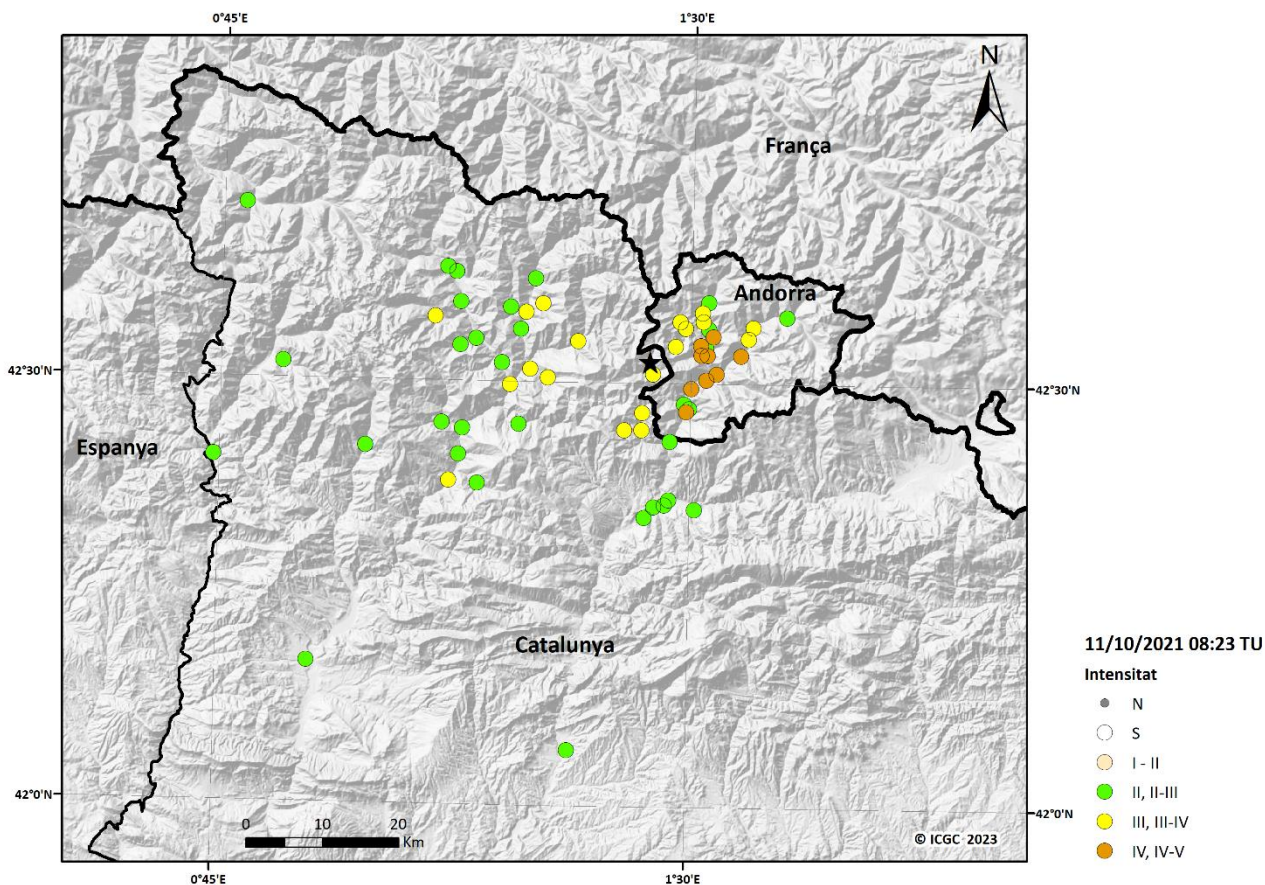 0°45'E
1°30'E
N
França
Andorra
42°30'N
42°30'N
Espanya
Catalunya
11/10/2021 08:23 TU
Intensitat
N
S
I - II
II, II-III
III, III-IV
IV, IV-V
42°0'N
42°0'N
0 10 20
Km
© ICGC 2023
0°45'E
1°30'E